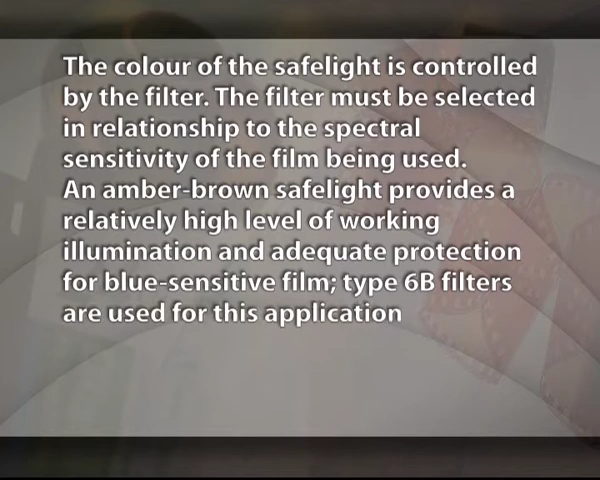 The colour of the safelight is controlled
by the filter. The filter must be selected
in relationship to the spectral
sensitivity of the film being used.
An amber-brown safelight provides a
relatively high level of working
illumination and adequate protection
for blue-sensitive film; type 6B filters
are used for this application